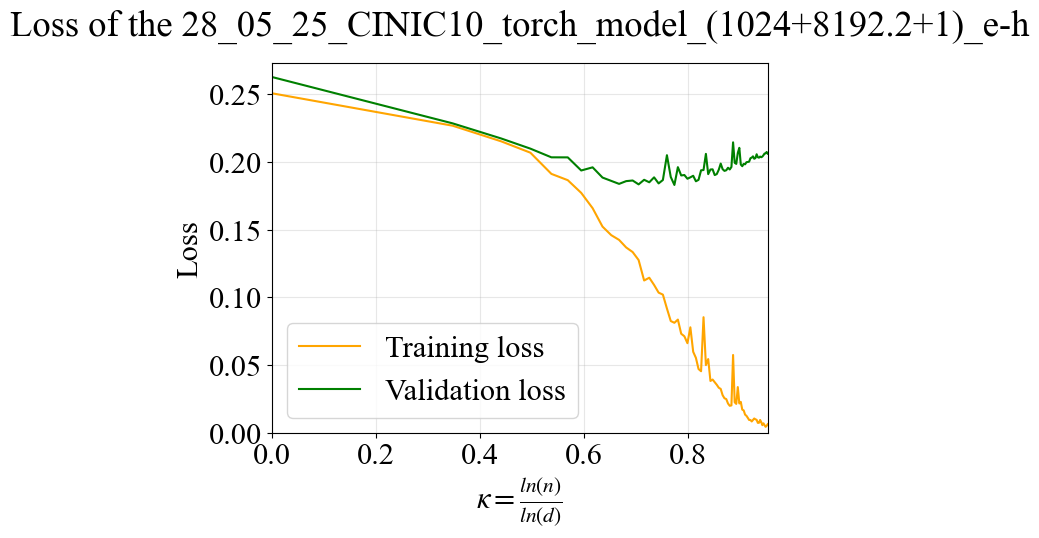 Loss of the 28_05_25_CINIC10_torch_model_(1024+8192.2+1)_e-h
0.25
0.20
0.15
0.10
0.05
0.00
Loss
Training loss
Validation loss
0.0 0.2 0.4 0.6 0.8
κ = ln(n) / ln(d)